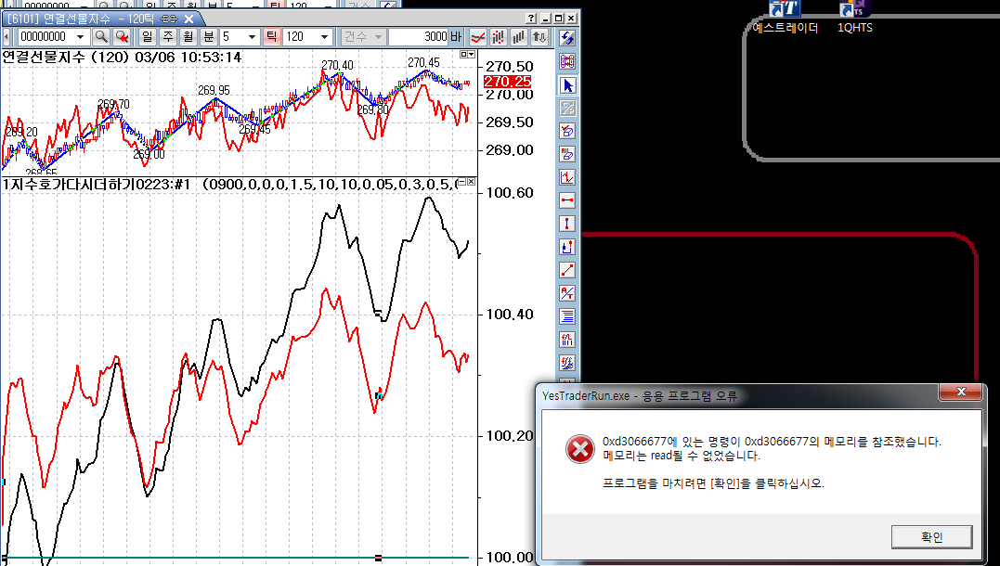 [6101] 연결선물지수 - 120틱
00000000 일 주 월 분 5 틱 120 건수 3000 바
연결선물지수 (120) 03/06 10:53:14
270.40
270.45
269.95
269.70
269.20
269.45
269.80
269.00
268.65
270.50
270.25
270.00
269.50
269.00
1지수호가다시더하기0223:#1 (0900,0,0,0,1.5,10,10,0.05,0.3,0.5,0
100.60
100.40
100.20
100.00
예스트레이더
1QHTS
YesTraderRun.exe - 응용 프로그램 오류
0xd3066677에 있는 명령이 0xd3066677의 메모리를 참조했습니다.
메모리는 read될 수 없었습니다.
프로그램을 마치려면 [확인]을 클릭하십시오.
확인